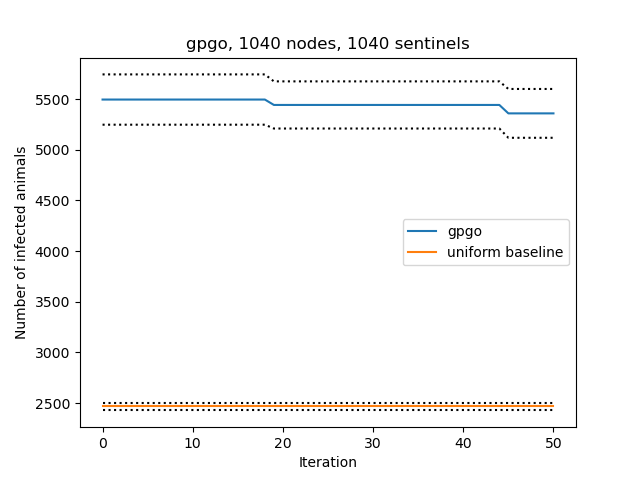 gpgo, 1040 nodes, 1040 sentinels
Number of infected animals
5500
5000
4500
4000
3500
3000
2500
gpgo
uniform baseline
0 10 20 30 40 50
Iteration